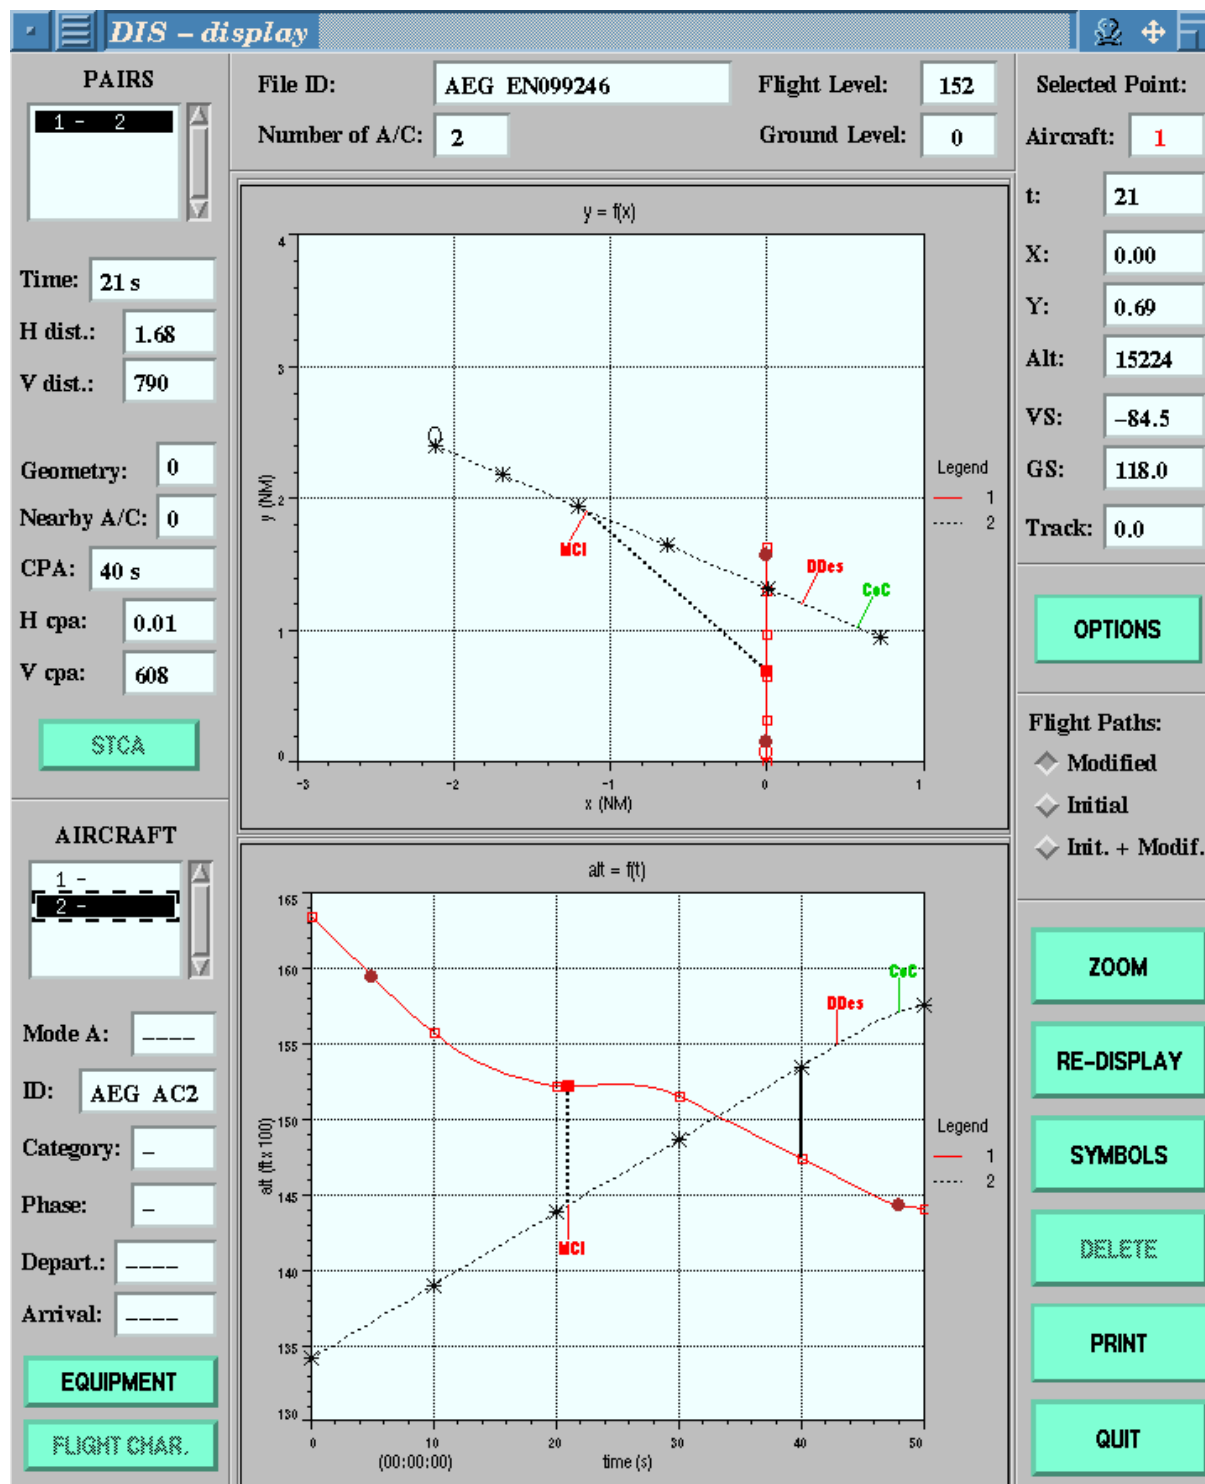 DIS – display
PAIRS
1 – 2
Time: 21 s
H dist.: 1.68
V dist.: 790
Geometry: 0
Nearby A/C: 0
CPA: 40 s
H cpa: 0.01
V cpa: 608
STCA
AIRCRAFT
1 –
2 –
Mode A: ––––
ID: AEG AC2
Category: –
Phase: –
Depart.: ––––
Arrival: ––––
EQUIPMENT
FLIGHT CHAR.
File ID: AEG EN099246
Flight Level: 152
Number of A/C: 2
Ground Level: 0
y = f(x)
4
3
2
1
0
y (NM)
–3 –2 –1 0 1
x (NM)
MCl
DDes
CoC
Legend
1
2
alt = f(t)
165
160
155
150
145
140
135
130
alt (ft x 100)
0 10 20 30 40 50
(00:00:00) time (s)
MCl
DDes
CoC
Legend
1
2
Selected Point:
Aircraft: 1
t: 21
X: 0.00
Y: 0.69
Alt: 15224
VS: –84.5
GS: 118.0
Track: 0.0
OPTIONS
Flight Paths:
Modified
Initial
Init. + Modif.
ZOOM
RE–DISPLAY
SYMBOLS
DELETE
PRINT
QUIT